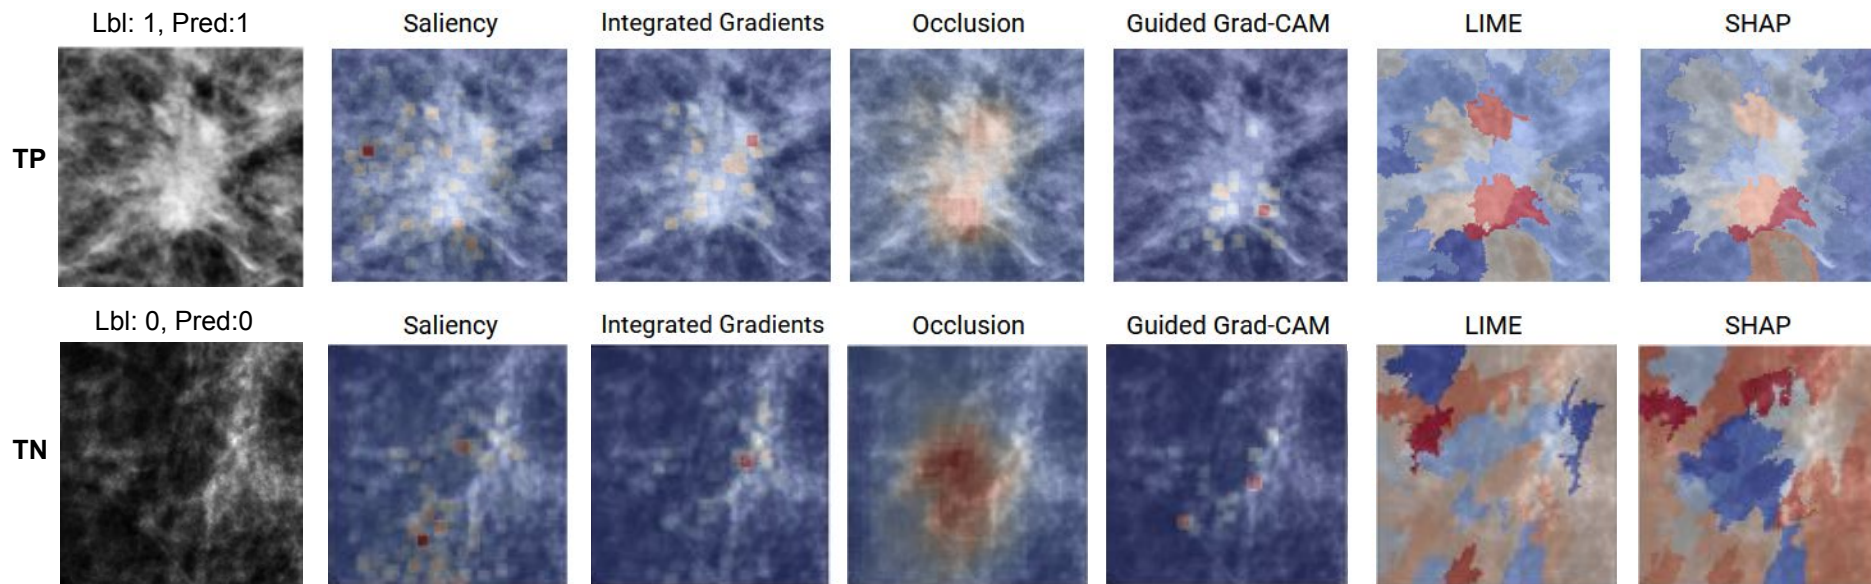 Lbl: 1, Pred:1 Saliency Integrated Gradients Occlusion Guided Grad-CAM LIME SHAP
TP
Lbl: 0, Pred:0 Saliency Integrated Gradients Occlusion Guided Grad-CAM LIME SHAP
TN